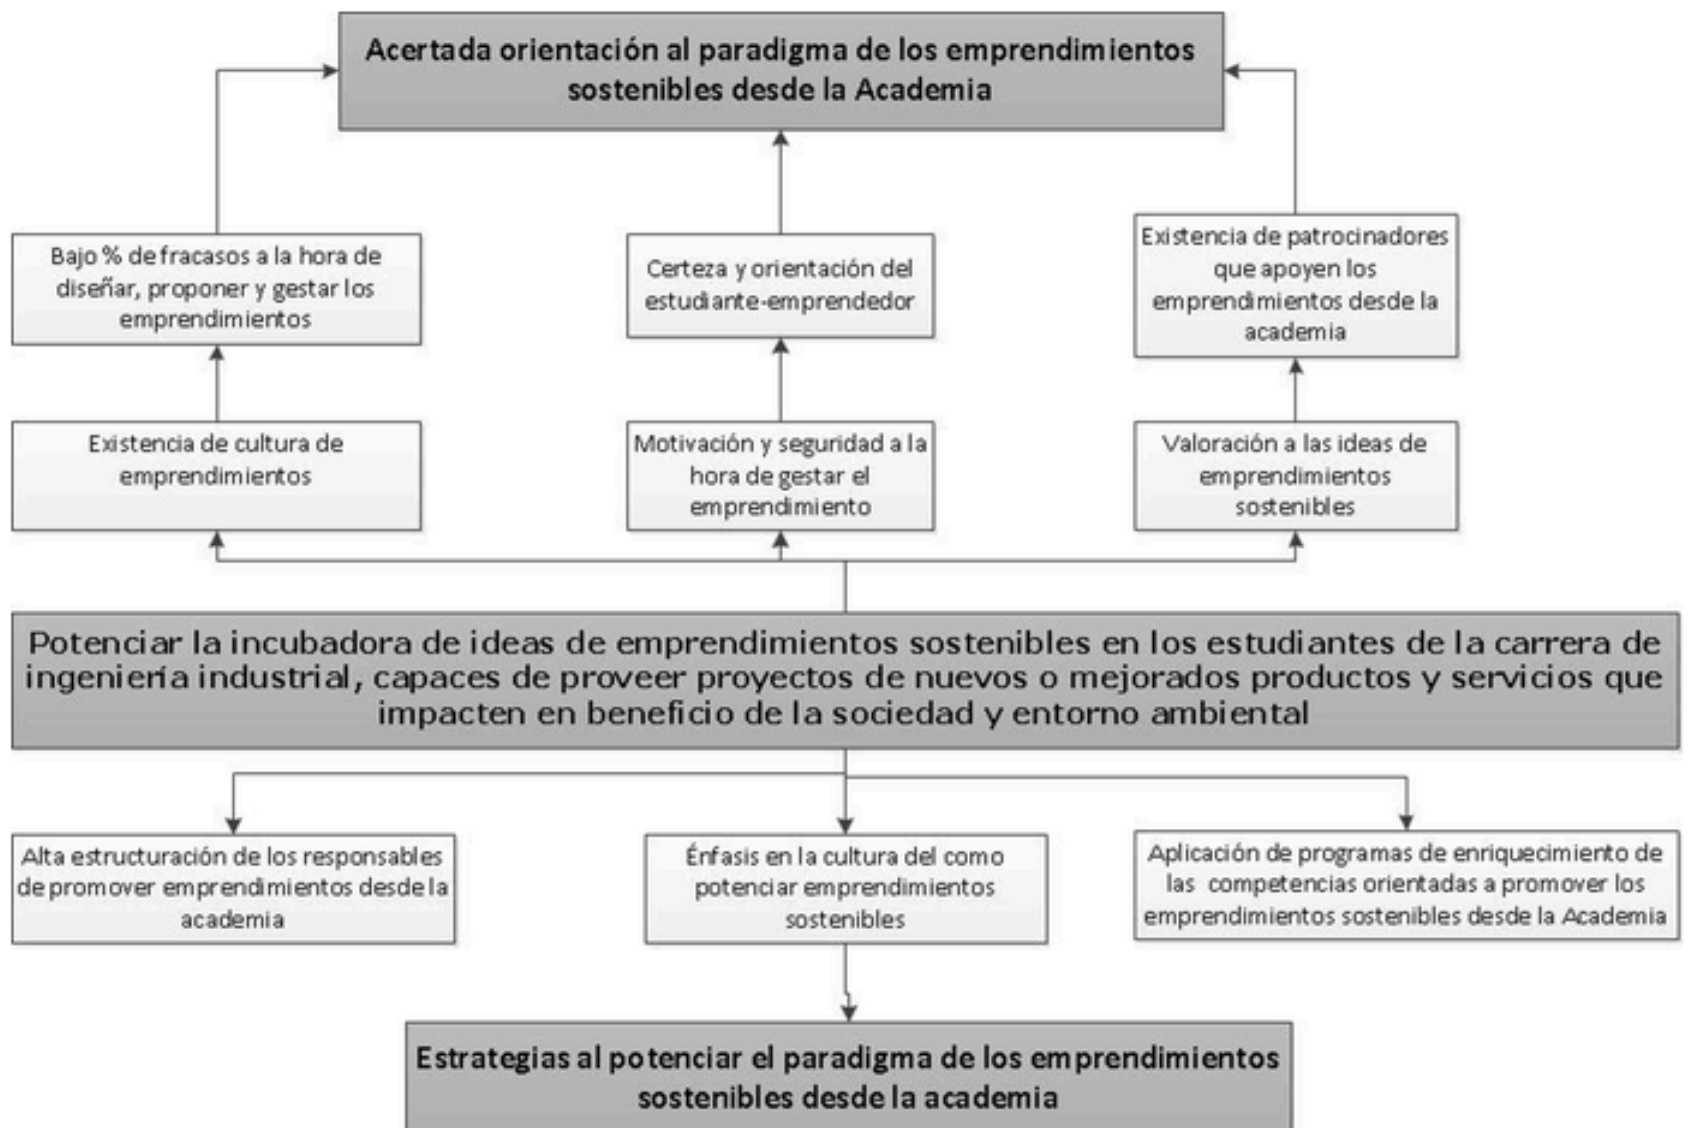 Acertada orientación al paradigma de los emprendimientos
sostenibles desde la Academia
Bajo % de fracasos a la hora de
diseñar, proponer y gestar los
emprendimientos
Certeza y orientación del
estudiante-emprendedor
Existencia de patrocinadores
que apoyen los
emprendimientos desde la
academia
Existencia de cultura de
emprendimientos
Motivación y seguridad a la
hora de gestar el
emprendimiento
Valoración a las ideas de
emprendimientos
sostenibles
Potenciar la incubadora de ideas de emprendimientos sostenibles en los estudiantes de la carrera de
ingeniería industrial, capaces de proveer proyectos de nuevos o mejorados productos y servicios que
impacten en beneficio de la sociedad y entorno ambiental
Alta estructuración de los responsables
de promover emprendimientos desde la
academia
Énfasis en la cultura del como
potenciar emprendimientos
sostenibles
Aplicación de programas de enriquecimiento de
las competencias orientadas a promover los
emprendimientos sostenibles desde la Academia
Estrategias al potenciar el paradigma de los emprendimientos
sostenibles desde la academia